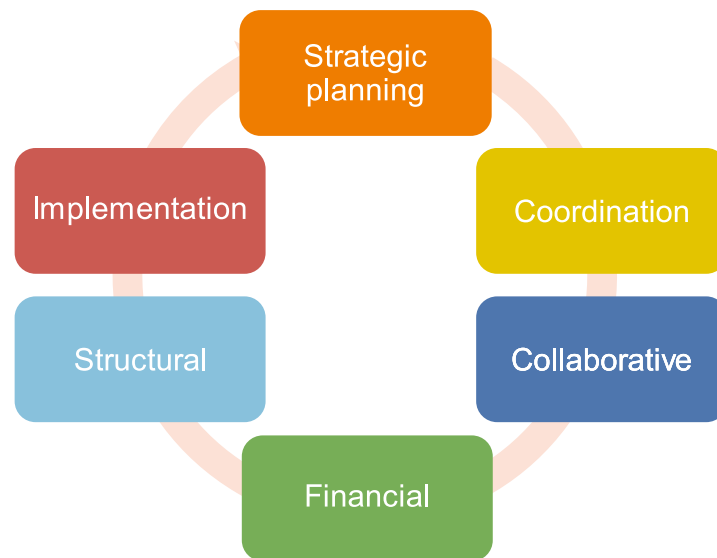 Strategic
planning
Implementation
Coordination
Structural
Collaborative
Financial